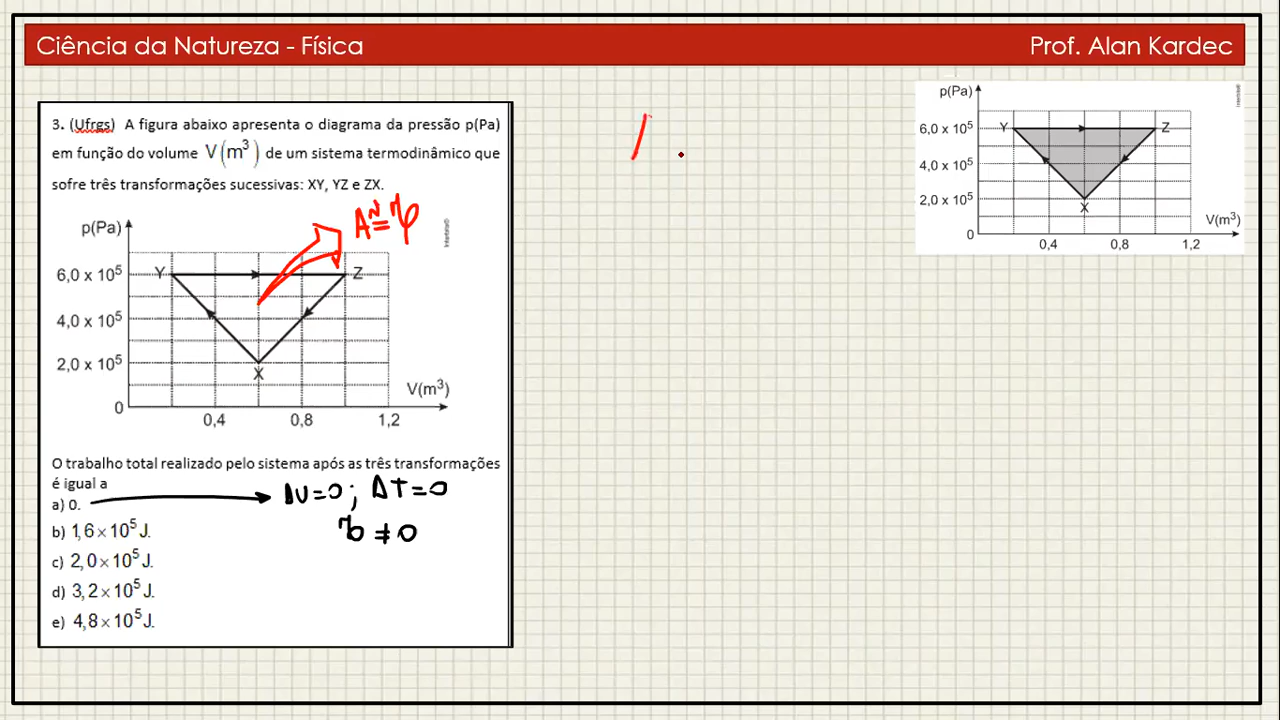 Ciência da Natureza - Física
Prof. Alan Kardec
3. (Ufrgs) A figura abaixo apresenta o diagrama da pressão p(Pa)
em função do volume V(m³) de um sistema termodinâmico que
sofre três transformações sucessivas: XY, YZ e ZX.
p(Pa)
6,0 x 10⁵
4,0 x 10⁵
2,0 x 10⁵
0
Y
Z
X
V(m³)
0,4 0,8 1,2
A ≅
O trabalho total realizado pelo sistema após as três transformações
é igual a
a) 0.
ΔU=0; ΔT=0
≠ 0
b) 1,6×10⁵ J.
c) 2,0×10⁵ J.
d) 3,2×10⁵ J.
e) 4,8×10⁵ J.
p(Pa)
6,0 x 10⁵
4,0 x 10⁵
2,0 x 10⁵
0
Y
Z
X
V(m³)
0,4 0,8 1,2